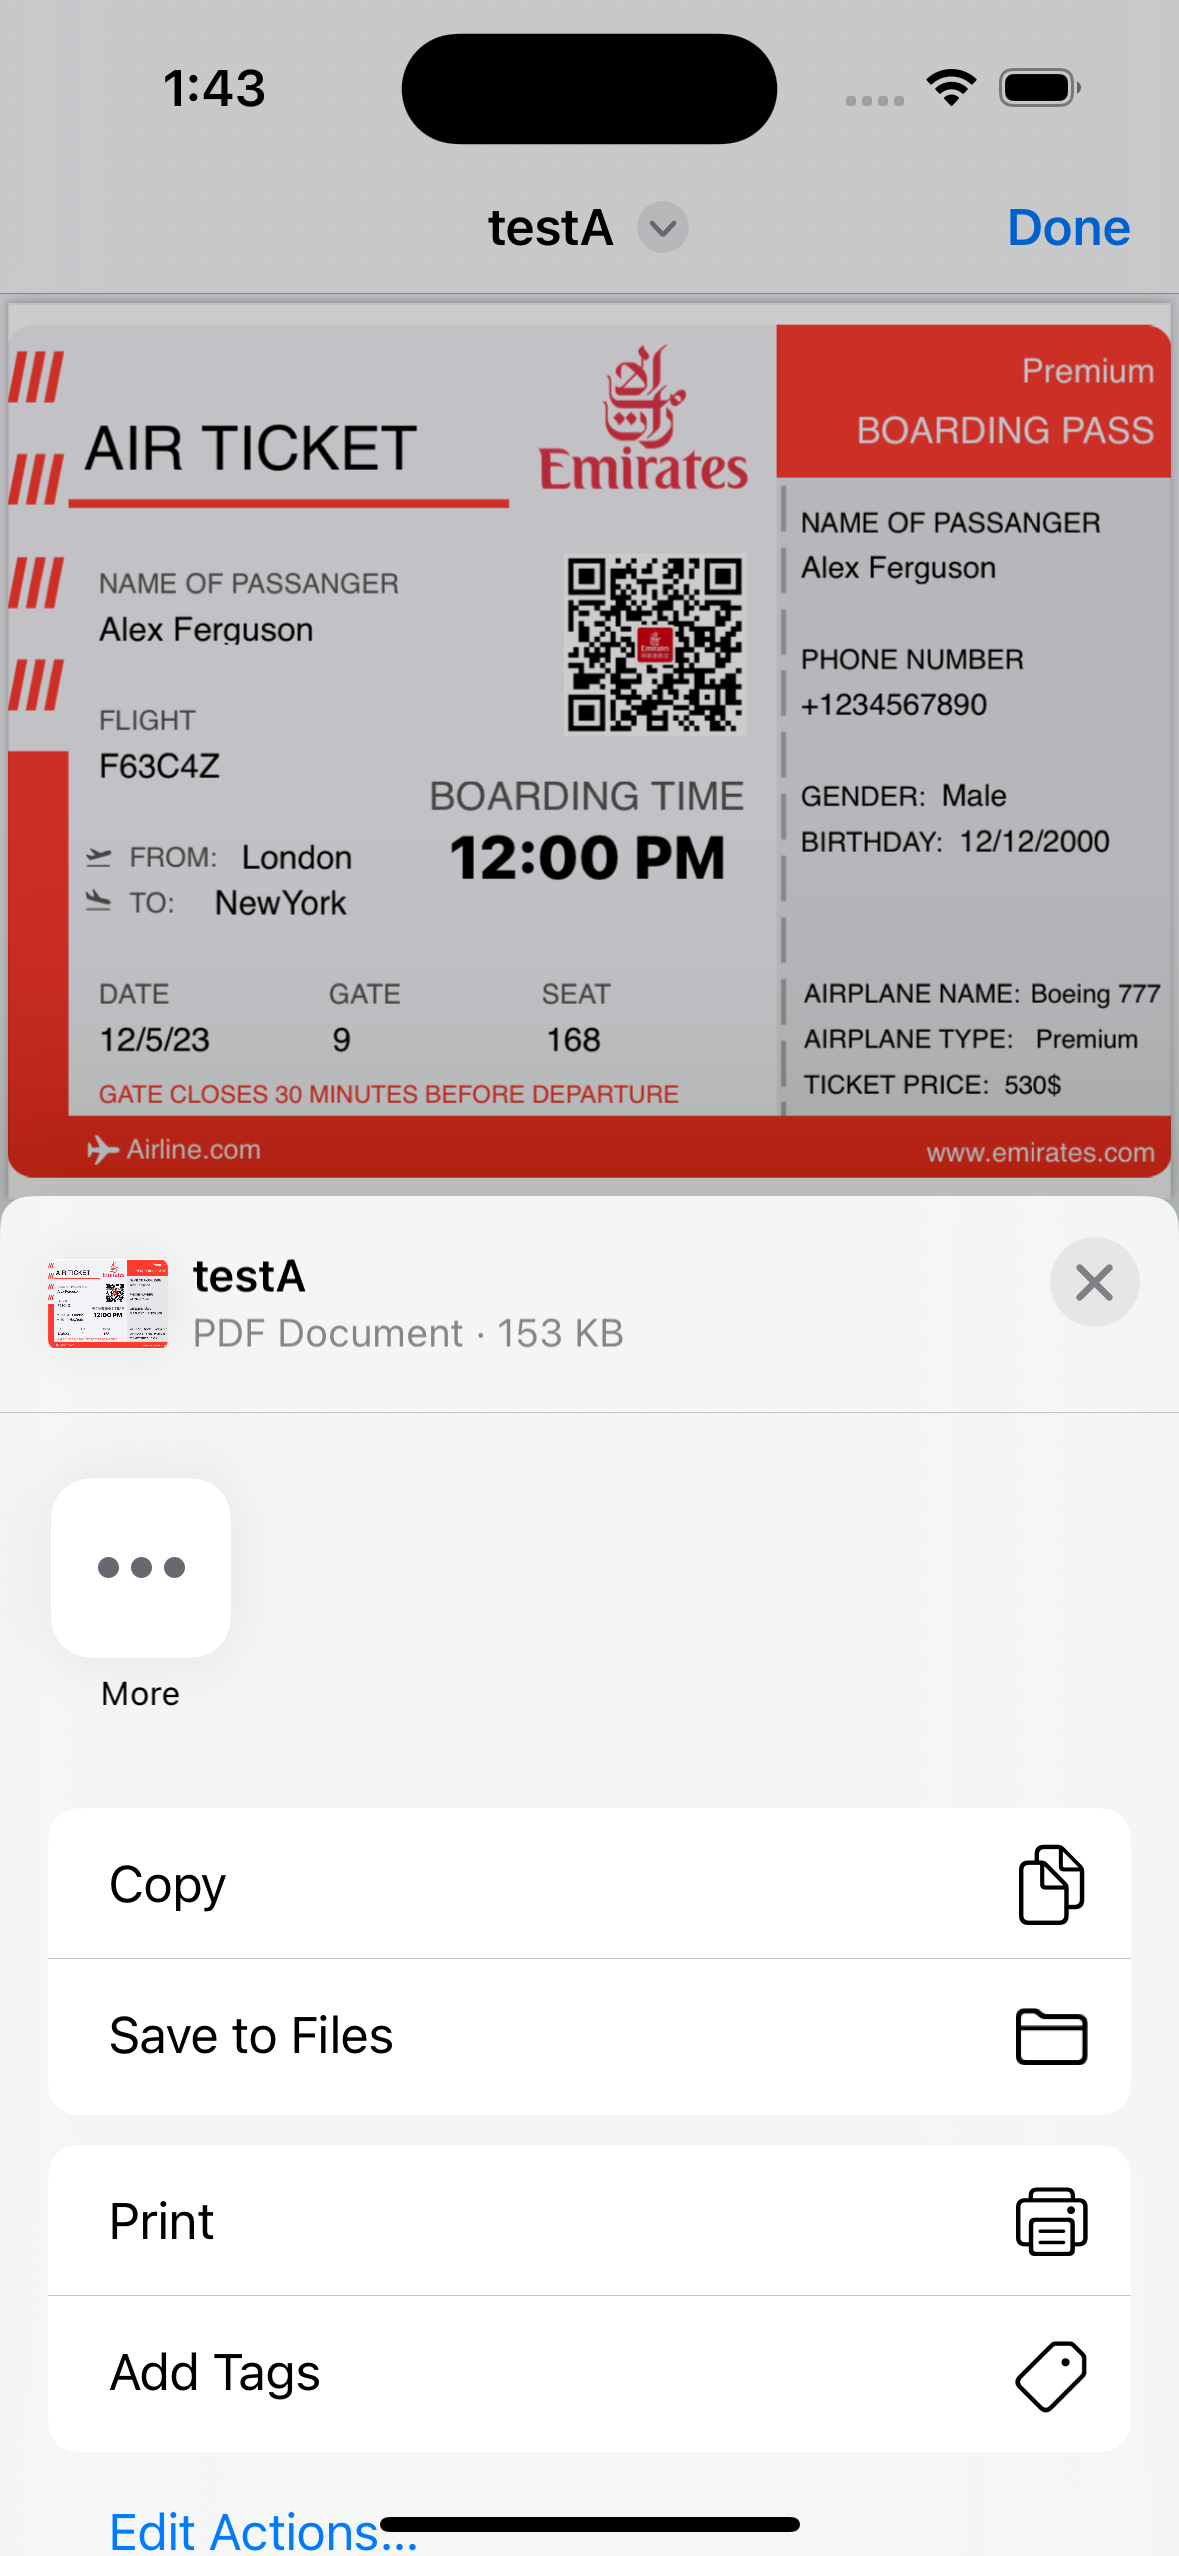 1:43
testA
Done
AIR TICKET
امارات
Emirates
Premium
BOARDING PASS
NAME OF PASSANGER
Alex Ferguson
FLIGHT
F63C4Z
FROM: London
TO: NewYork
BOARDING TIME
12:00 PM
DATE GATE SEAT
12/5/23 9 168
GATE CLOSES 30 MINUTES BEFORE DEPARTURE
NAME OF PASSANGER
Alex Ferguson
PHONE NUMBER
+1234567890
GENDER: Male
BIRTHDAY: 12/12/2000
AIRPLANE NAME: Boeing 777
AIRPLANE TYPE: Premium
TICKET PRICE: 530$
Airline.com
www.emirates.com
testA
PDF Document · 153 KB
More
Copy
Save to Files
Print
Add Tags
Edit Actions...